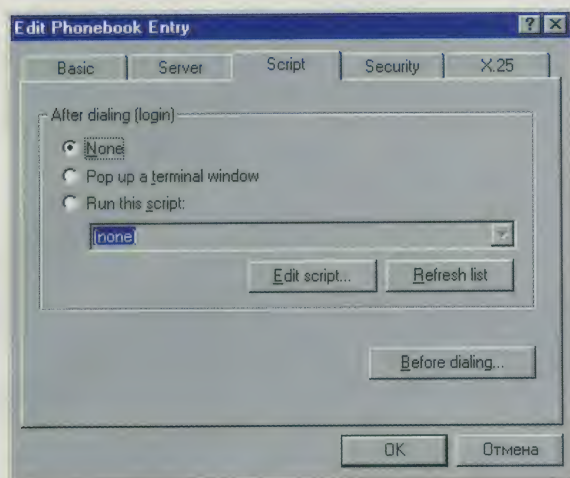 Edit Phonebook Entry
Basic Server Script Security X.25
After dialing (login)
None
Pop up a terminal window
Run this script:
(none)
Edit script... Refresh list
Before dialing...
OK Отмена